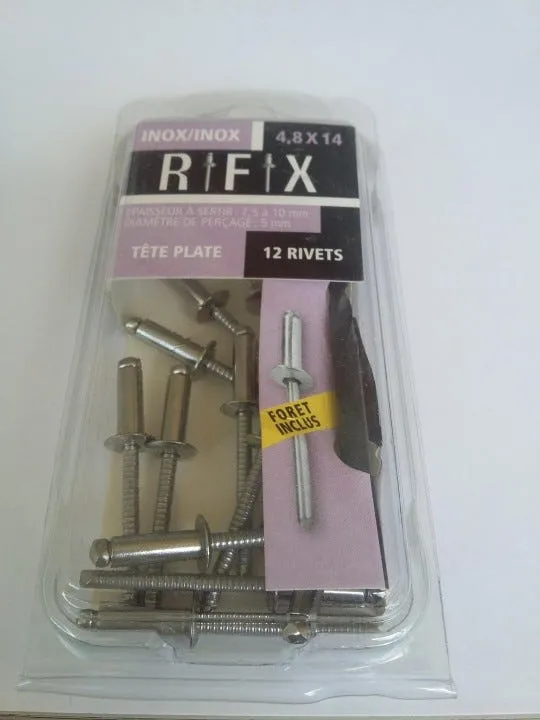 INOX/INOX 4,8 X 14
RIFIX
ÉPAISSEUR À SERTIR : 7,5 à 10 mm
DIAMÈTRE DE PERÇAGE : 5 mm
TÊTE PLATE 12 RIVETS
FORET
INCLUS